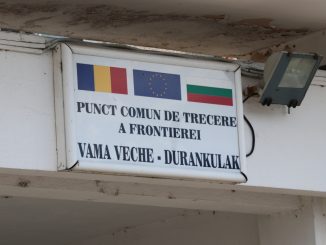 PUNCT COMUN DE TRECERE
A FRONTIEREI
VAMA VECHE - DURANKULAK